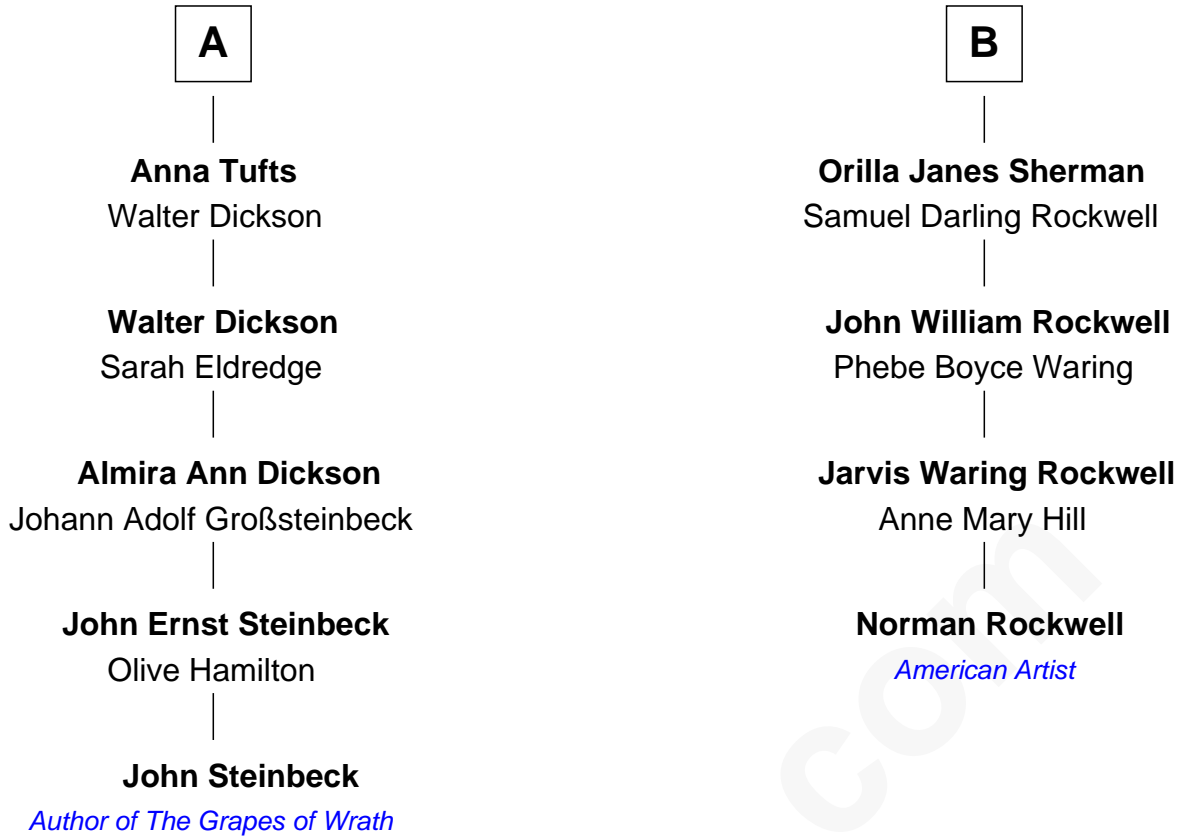 A
Anna Tufts
Walter Dickson
Walter Dickson
Sarah Eldredge
Almira Ann Dickson
Johann Adolf Großsteinbeck
John Ernst Steinbeck
Olive Hamilton
John Steinbeck
Author of The Grapes of Wrath
B
Orilla Janes Sherman
Samuel Darling Rockwell
John William Rockwell
Phebe Boyce Waring
Jarvis Waring Rockwell
Anne Mary Hill
Norman Rockwell
American Artist
com